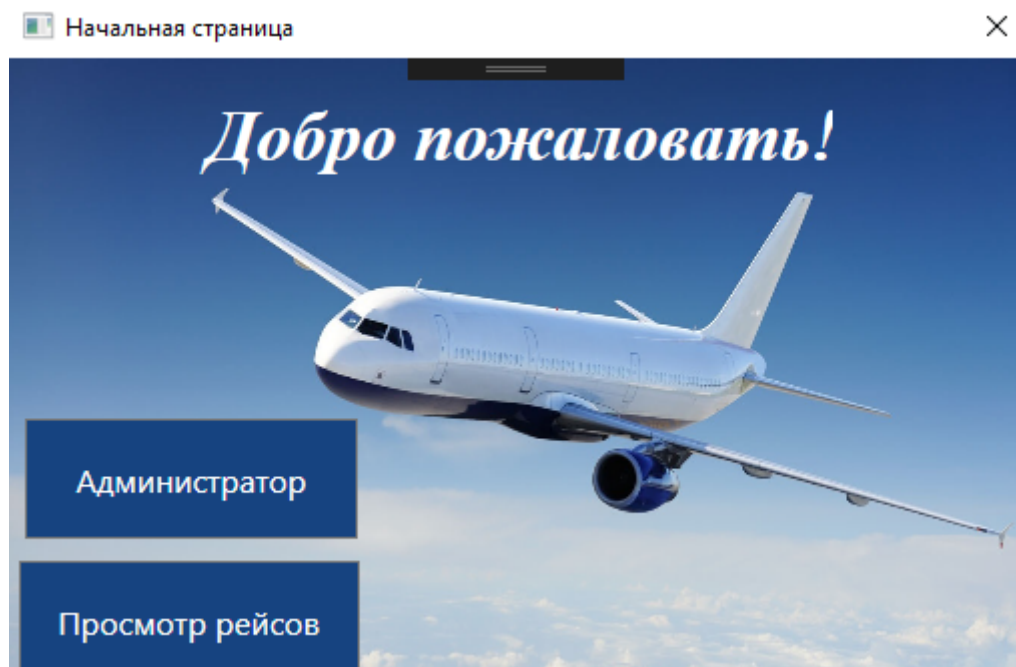 Начальная страница
Добро пожаловать!
Администратор
Просмотр рейсов